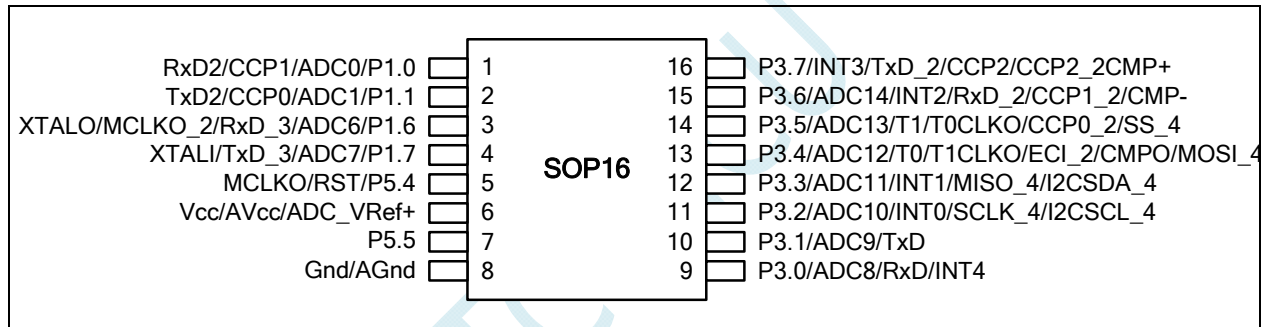 RxD2/CCP1/ADC0/P1.0 1 16 P3.7/INT3/TxD_2/CCP2/CCP2_2CMP+
TxD2/CCP0/ADC1/P1.1 2 15 P3.6/ADC14/INT2/RxD_2/CCP1_2/CMP-
XTALO/MCLKO_2/RxD_3/ADC6/P1.6 3 14 P3.5/ADC13/T1/T0CLKO/CCP0_2/SS_4
XTALI/TxD_3/ADC7/P1.7 4 13 P3.4/ADC12/T0/T1CLKO/ECI_2/CMPO/MOSI_4
SOP16
MCLKO/RST/P5.4 5 12 P3.3/ADC11/INT1/MISO_4/I2CSDA_4
Vcc/AVcc/ADC_VRef+ 6 11 P3.2/ADC10/INT0/SCLK_4/I2CSCL_4
P5.5 7 10 P3.1/ADC9/TxD
Gnd/AGnd 8 9 P3.0/ADC8/RxD/INT4